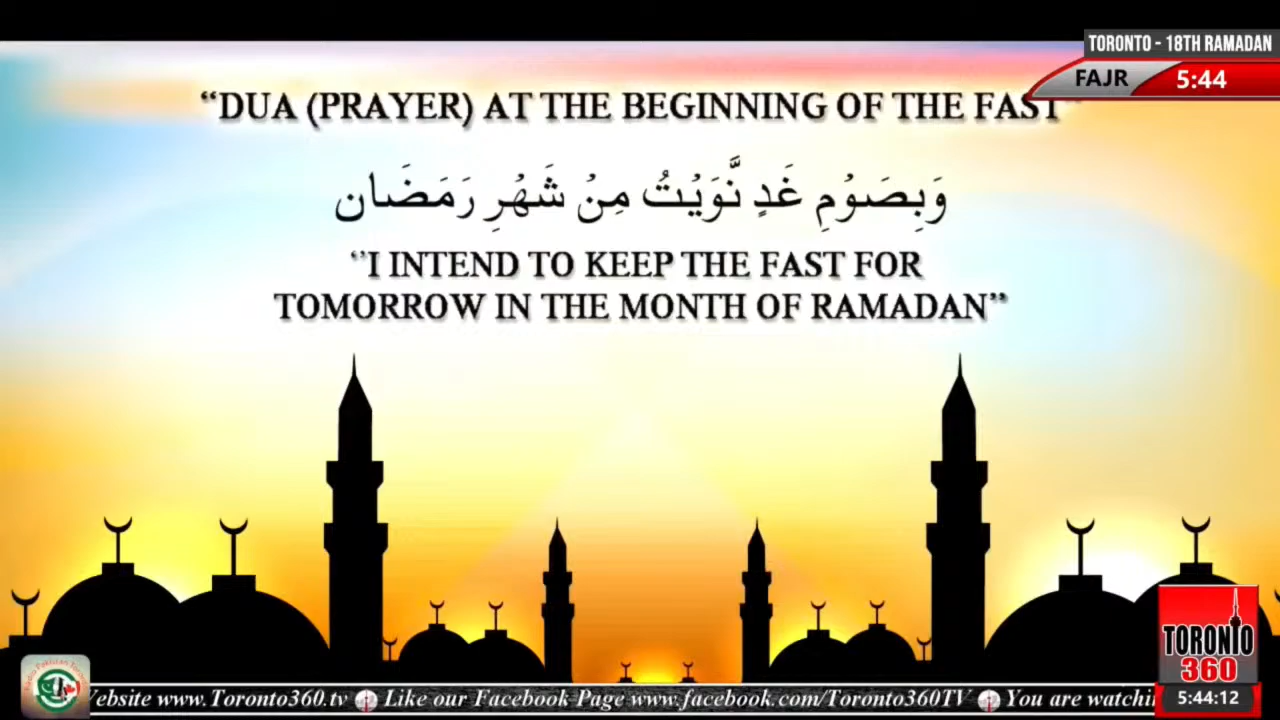 TORONTO - 18TH RAMADAN
FAJR 5:44
“DUA (PRAYER) AT THE BEGINNING OF THE FAST”
وَبِصَوْمِ غَدٍ نَّوَيْتُ مِنْ شَهْرِ رَمَضَان
“I INTEND TO KEEP THE FAST FOR
TOMORROW IN THE MONTH OF RAMADAN”
TORONTO
360
5:44:12
www.Toronto360.tv Like our Facebook Page www.facebook.com/Toronto360TV You are